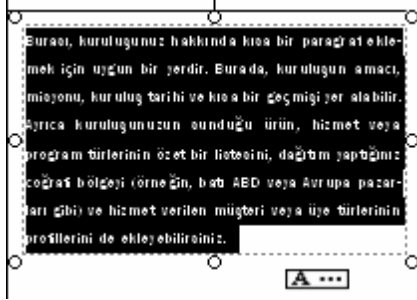 Burası, kuruluşunuz hakkında kısa bir paragraf ekle-
mek için uygun bir yerdir. Burada, kuruluşun amacı,
misyonu, kuruluş tarihi ve kısa bir geçmişi yer alabilir.
Ayrıca kuruluşunuzun sunduğu ürün, hizmet veya
program türlerinin özet bir listesini, dağıtım yaptığınız
coğrafi bölgeyi (örneğin, batı ABD veya Avrupa pazar-
ları gibi) ve hizmet verilen müşteri veya üye türlerinin
profillerini de ekleyebilirsiniz.
A ...